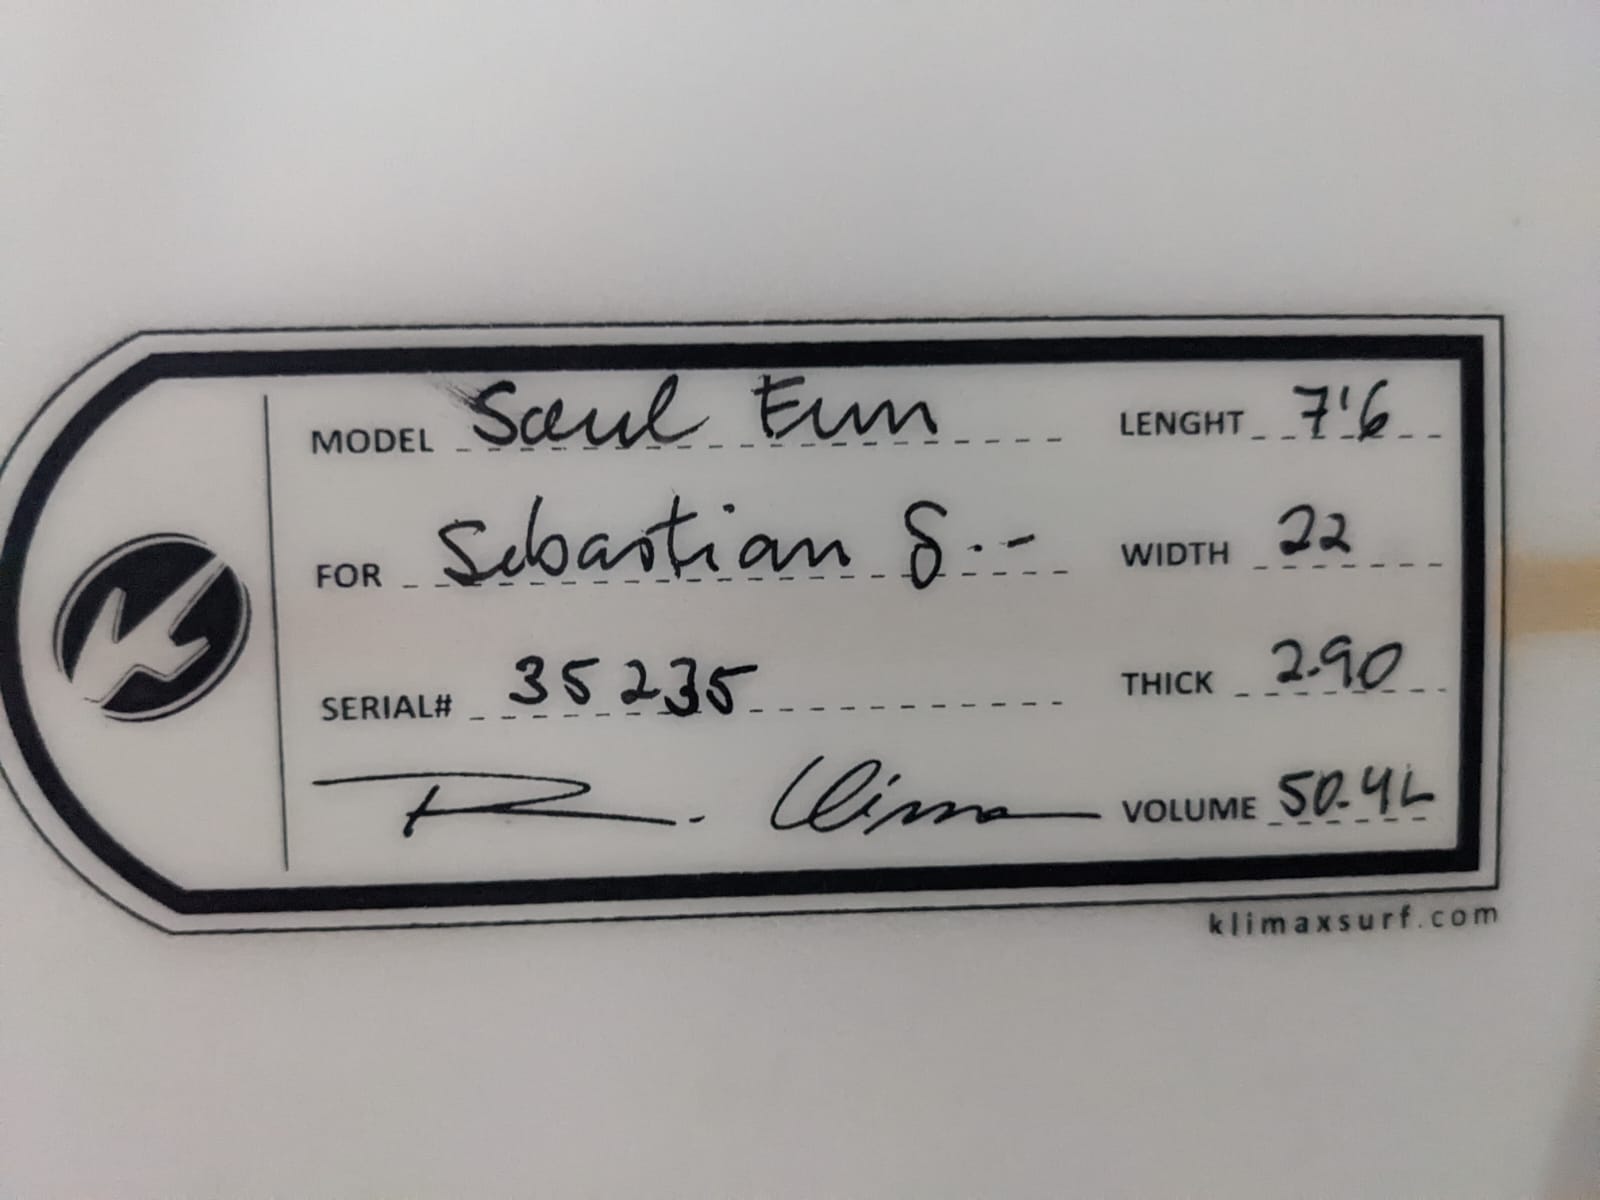 MODEL Soul Fun LENGHT 7'6
FOR Sebastian S.- WIDTH 22
SERIAL# 35235 THICK 2.90
R. Klima VOLUME 50.4L
klimaxsurf.com